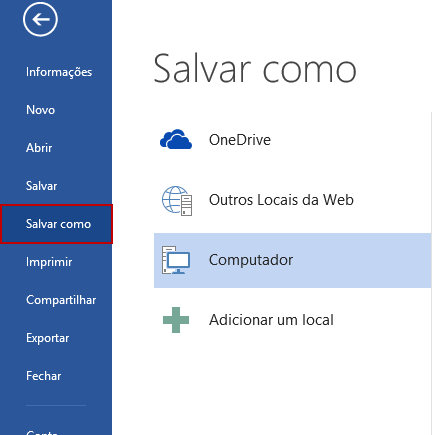 Informações
Novo
Abrir
Salvar
Salvar como
Imprimir
Compartilhar
Exportar
Fechar
Salvar como
OneDrive
Outros Locais da Web
Computador
Adicionar um local